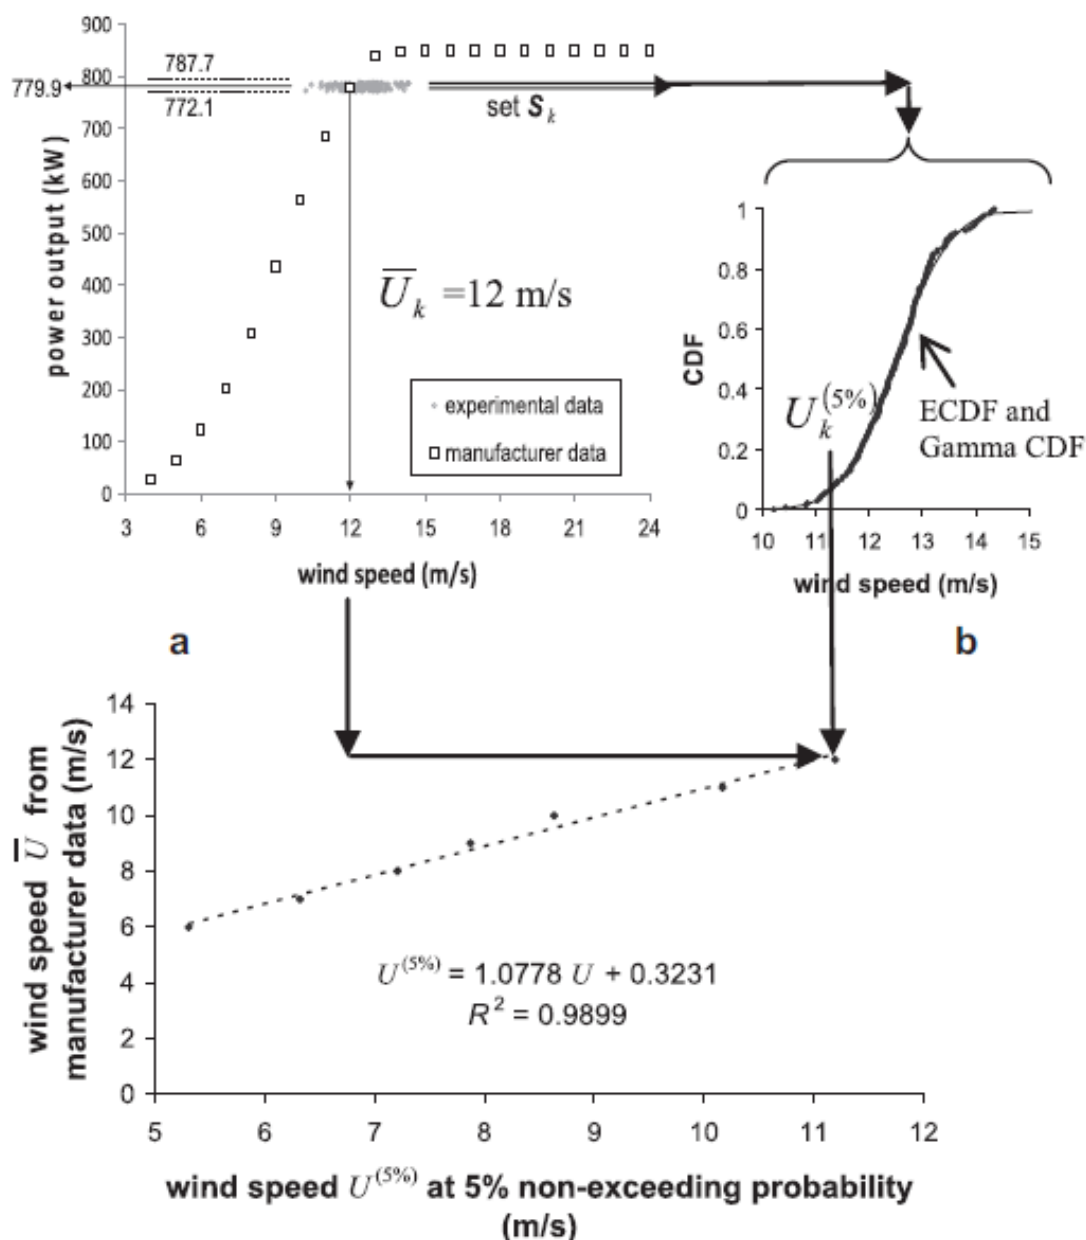 900
800
700
600
500
400
300
200
100
0
787.7
779.9
772.1
power output (kW)
set S_k
U̅_k =12 m/s
experimental data
manufacturer data
3 6 9 12 15 18 21 24
wind speed (m/s)
a
1
0.8
0.6
0.4
0.2
0
CDF
U_k^(5%)
ECDF and
Gamma CDF
10 11 12 13 14 15
wind speed (m/s)
b
14
12
10
8
6
4
2
0
wind speed U̅ from
manufacturer data (m/s)
U^(5%) = 1.0778 U + 0.3231
R² = 0.9899
5 6 7 8 9 10 11 12
wind speed U^(5%) at 5% non-exceeding probability
(m/s)